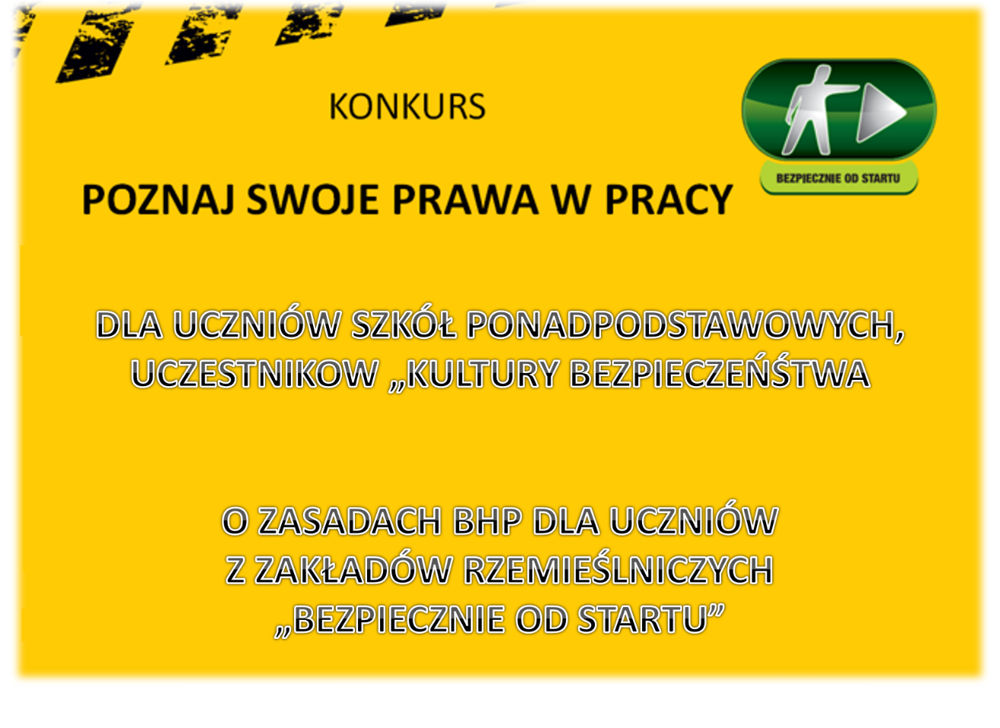 KONKURS
BEZPIECZNIE OD STARTU
POZNAJ SWOJE PRAWA W PRACY
DLA UCZNIÓW SZKÓŁ PONADPODSTAWOWYCH,
UCZESTNIKOW „KULTURY BEZPIECZEŃŚTWA
O ZASADACH BHP DLA UCZNIÓW
Z ZAKŁADÓW RZEMIEŚLNICZYCH
„BEZPIECZNIE OD STARTU”